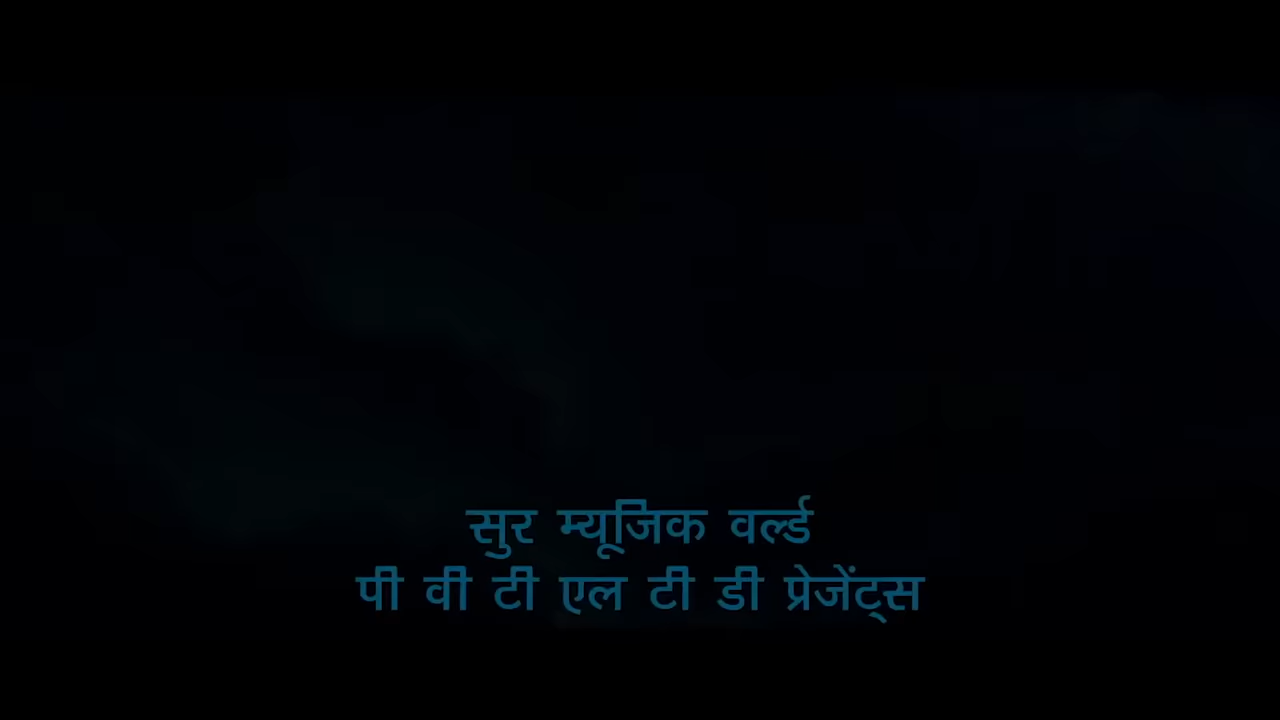 सुर म्यूजिक वर्ल्ड
पी वी टी एल टी डी प्रेजेंट्स